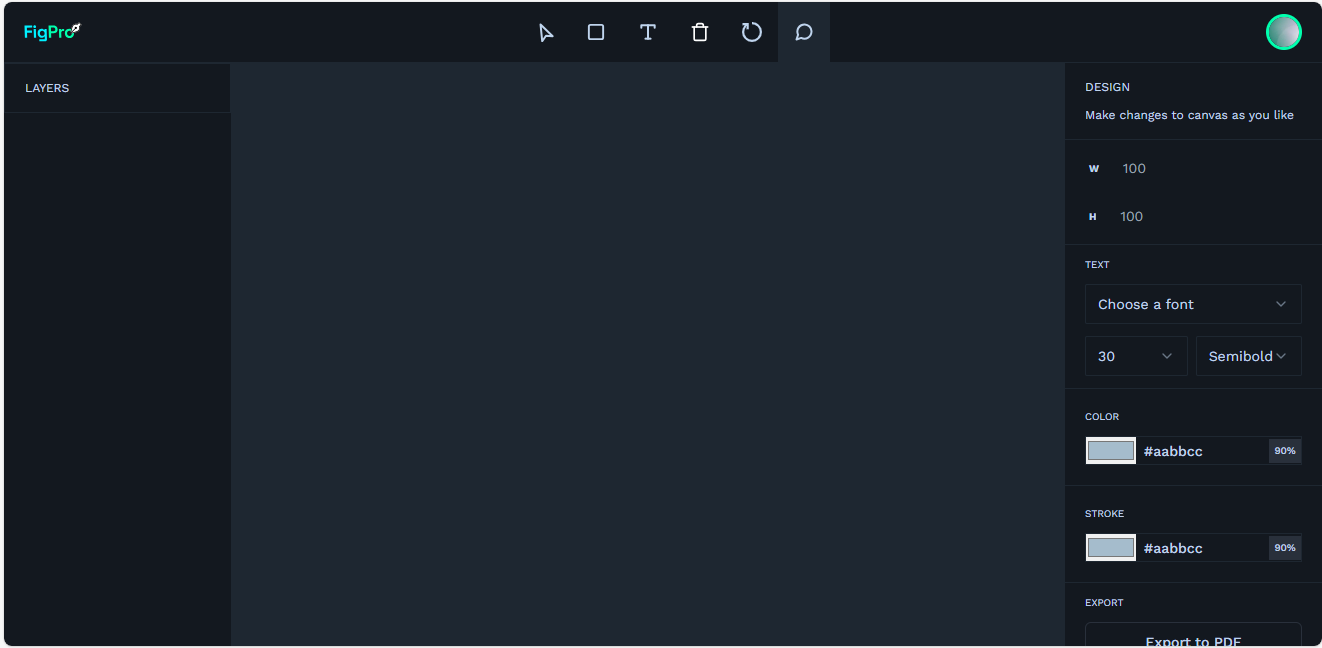 FigPro
LAYERS
DESIGN
Make changes to canvas as you like
W 100
H 100
TEXT
Choose a font
30 Semibold
COLOR
#aabbcc 90%
STROKE
#aabbcc 90%
EXPORT
Export to PDF